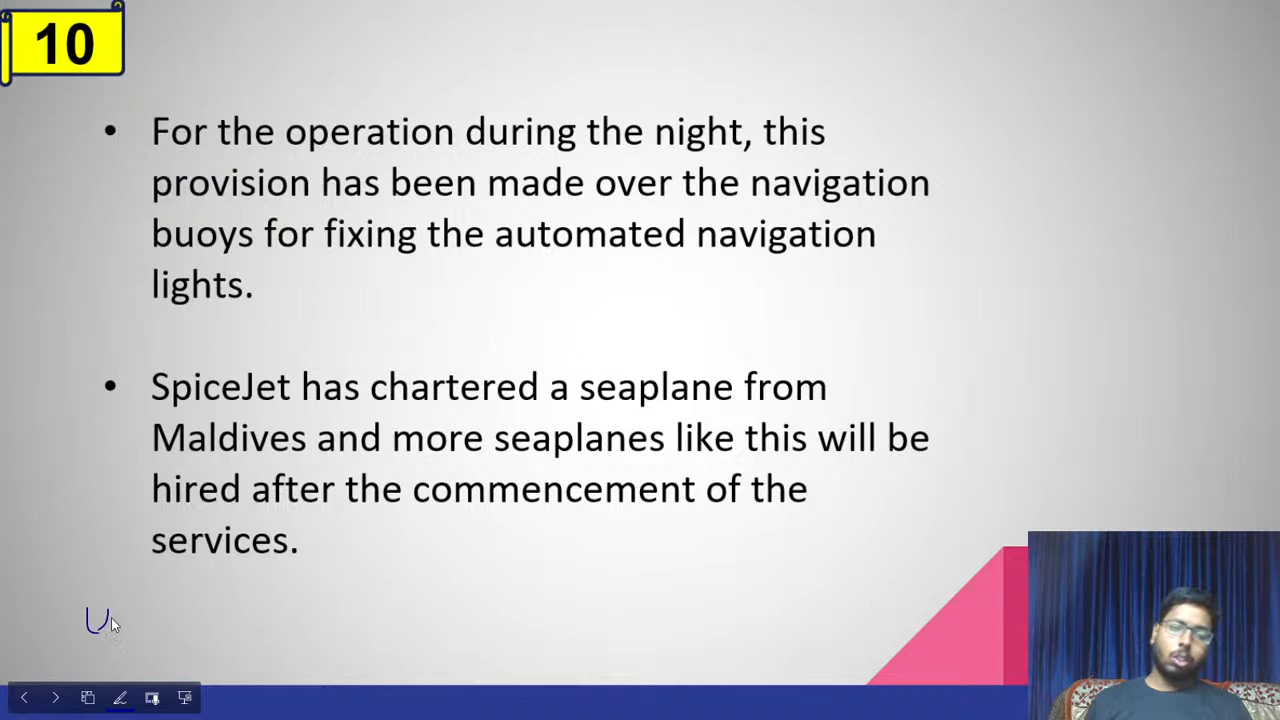 10
• For the operation during the night, this
provision has been made over the navigation
buoys for fixing the automated navigation
lights.
• SpiceJet has chartered a seaplane from
Maldives and more seaplanes like this will be
hired after the commencement of the
services.
U